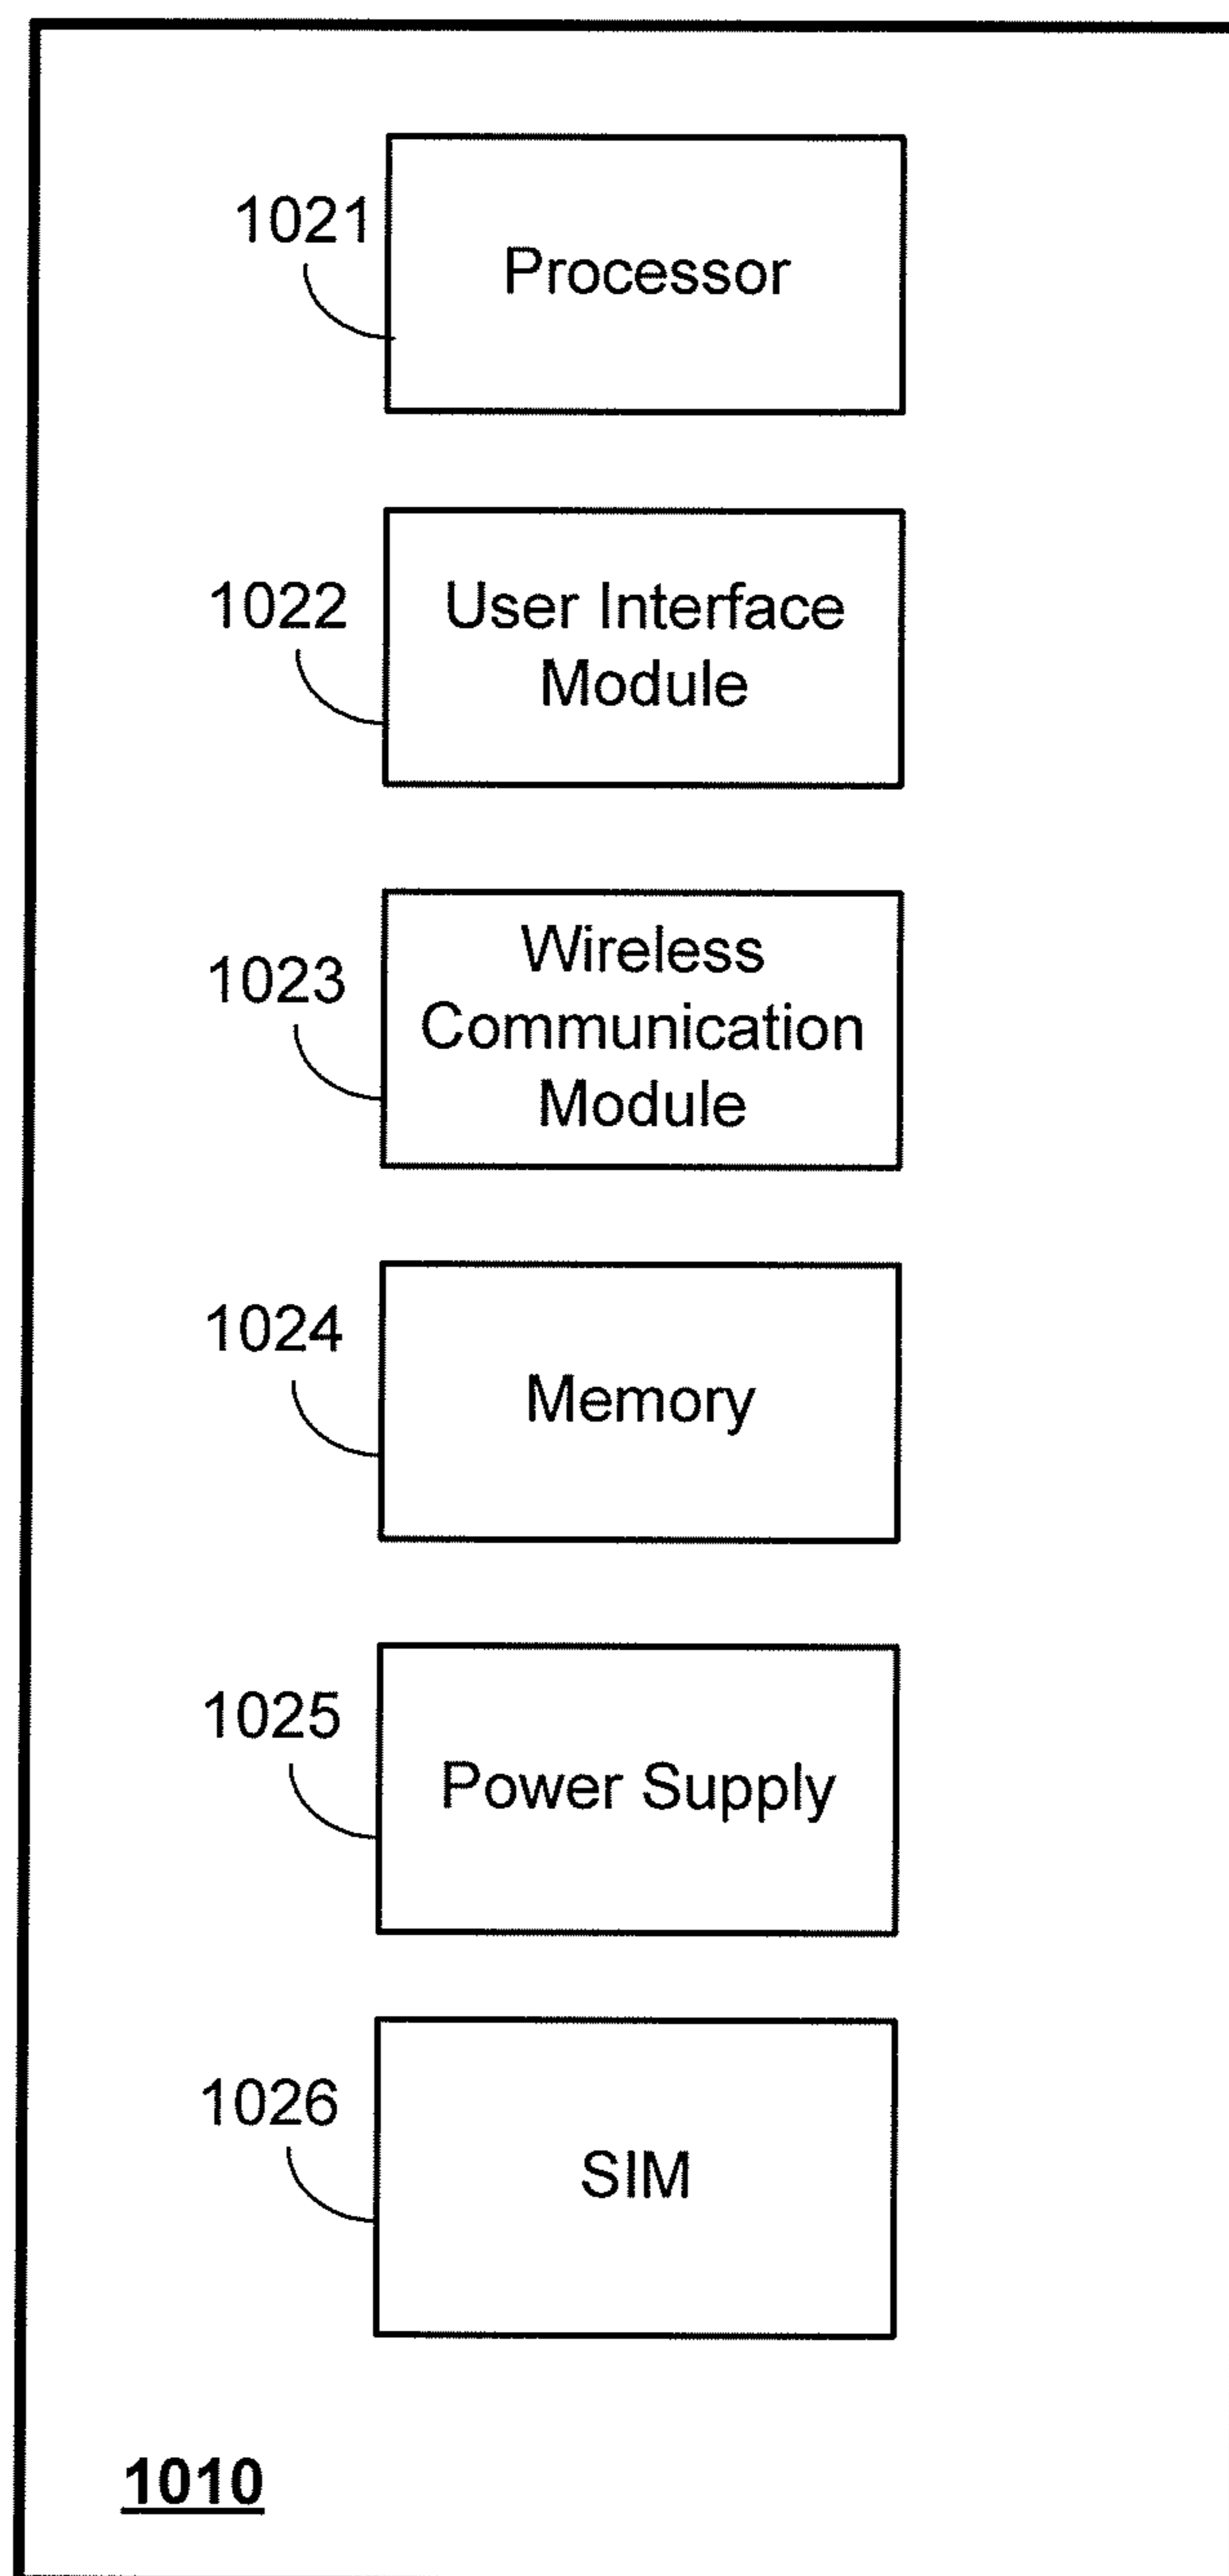 1021
Processor
1022
User Interface
Module
1023
Wireless
Communication
Module
1024
Memory
1025
Power Supply
1026
SIM
1010